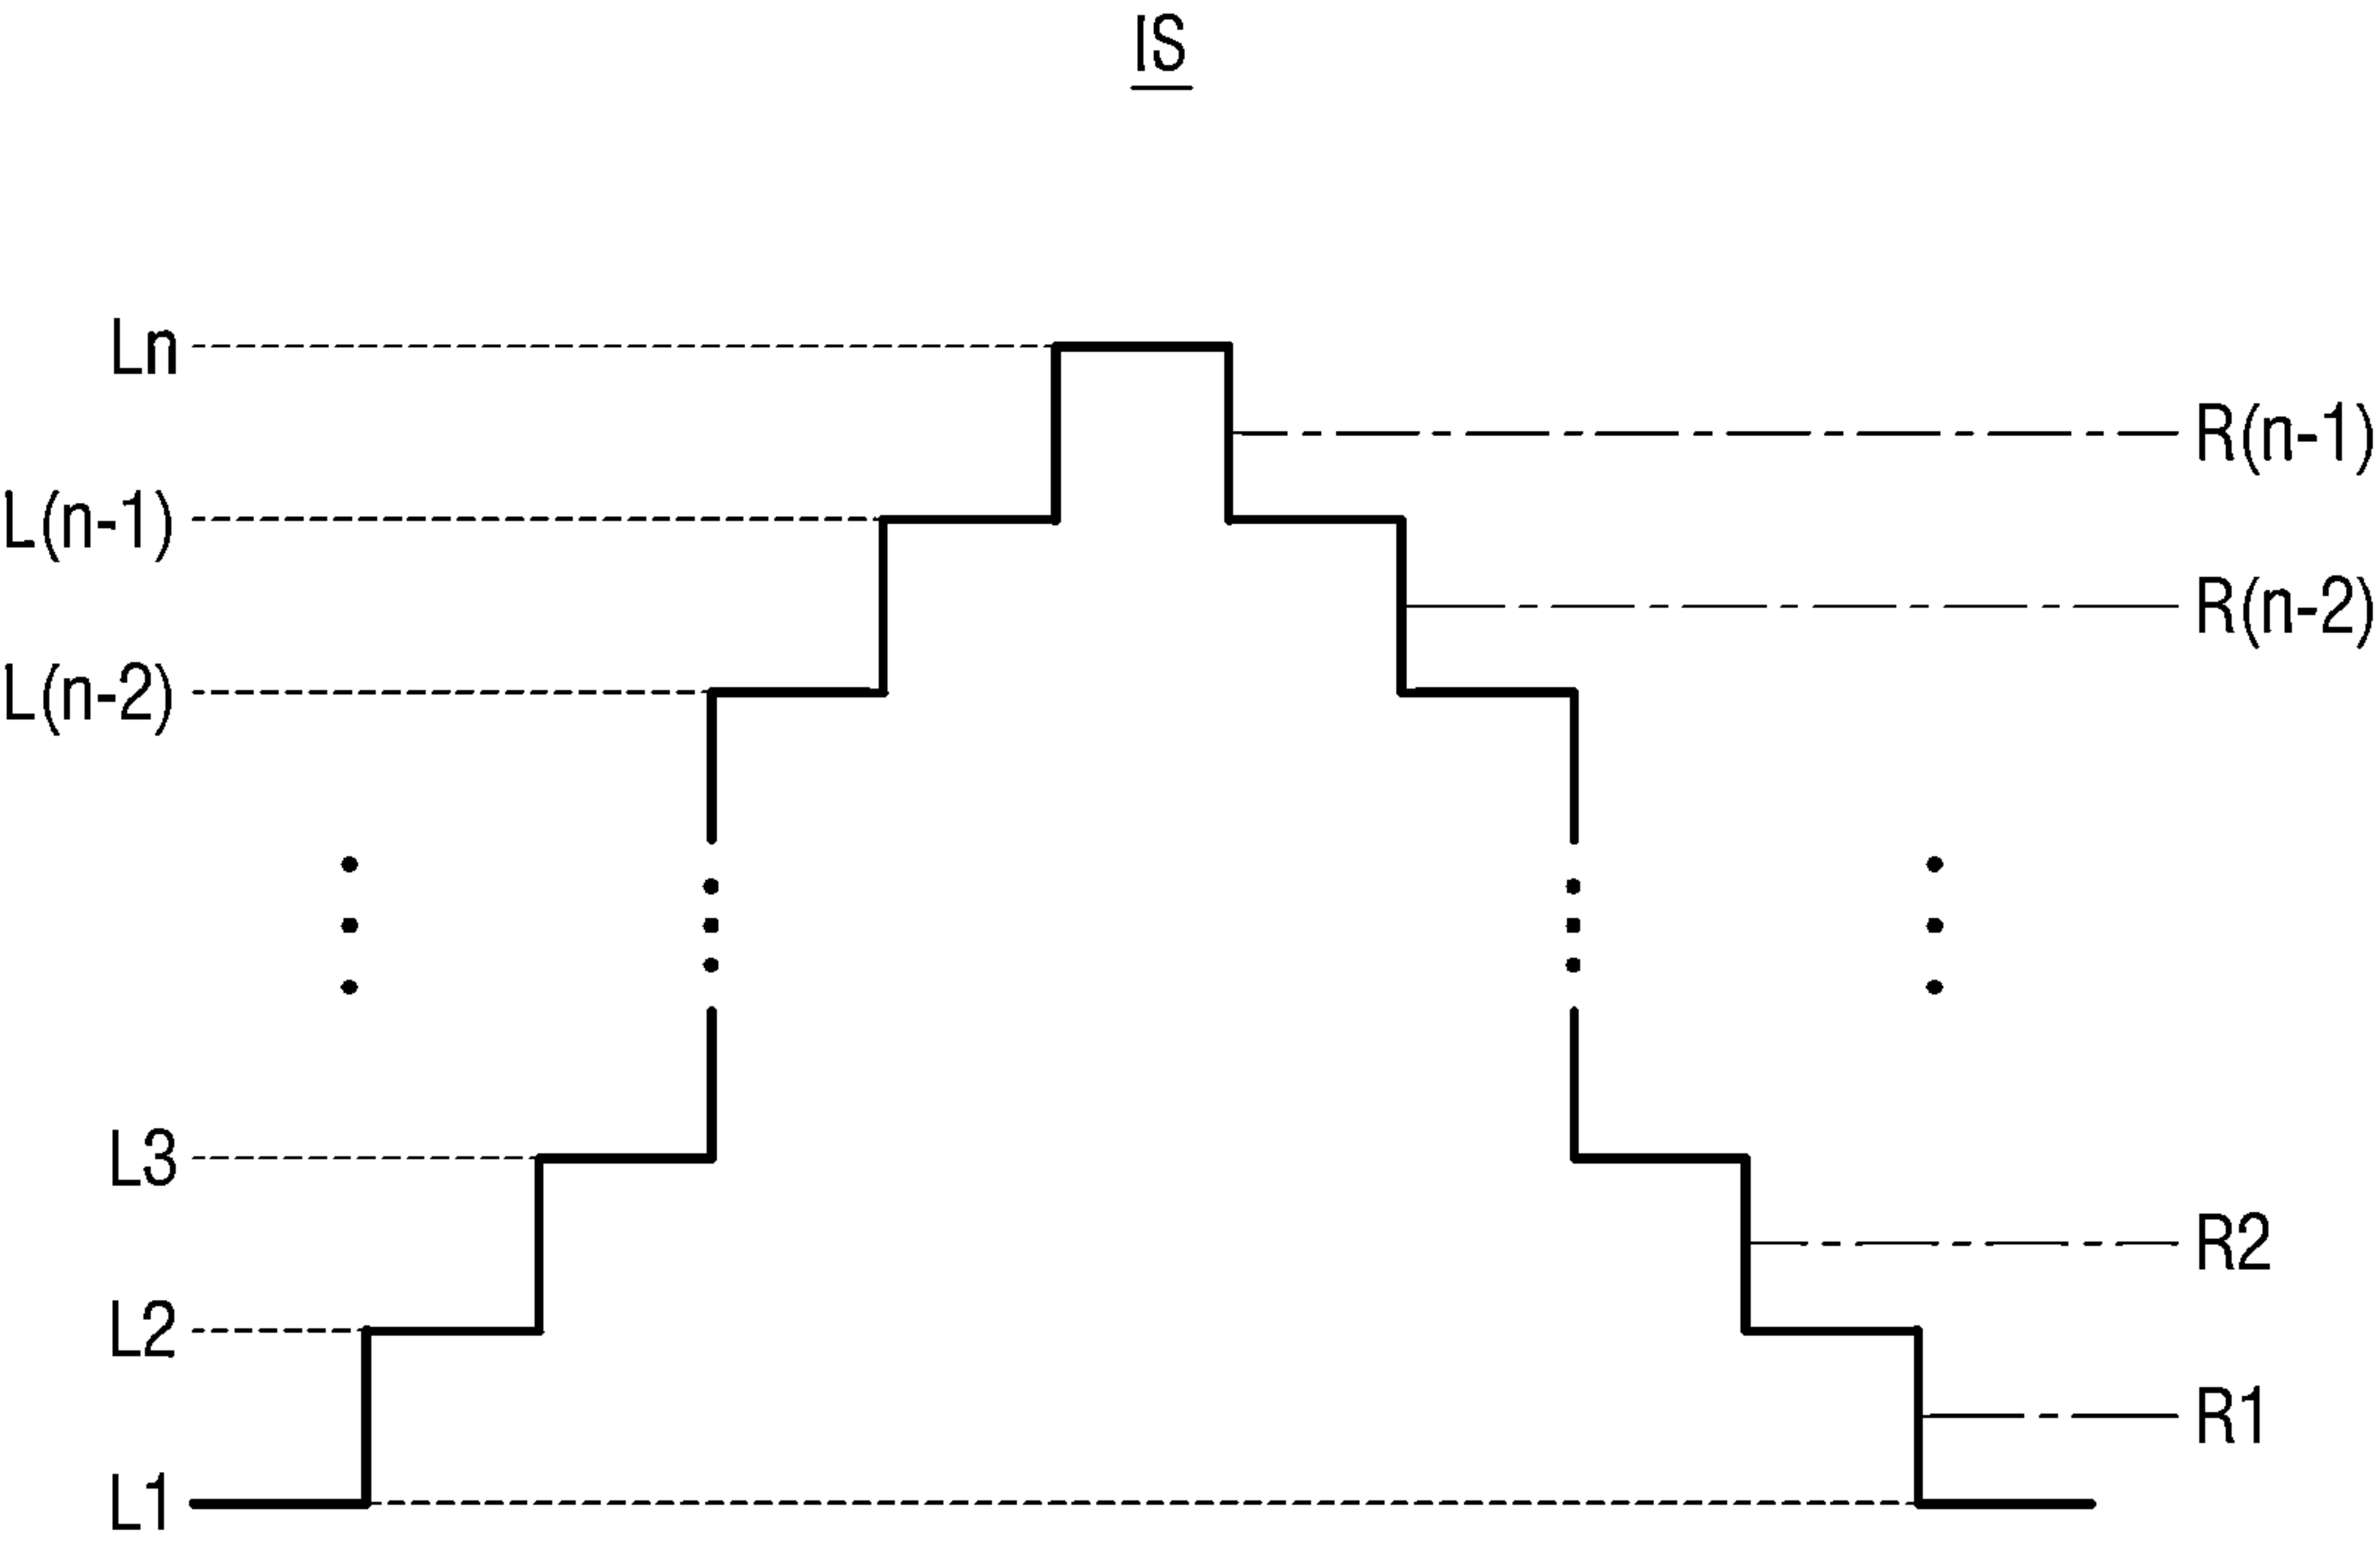 IS
Ln
R(n-1)
L(n-1)
R(n-2)
L(n-2)
L3
R2
L2
R1
L1